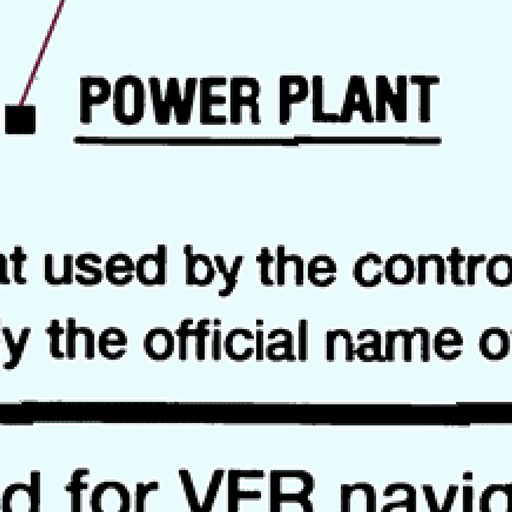 POWER PLANT
at used by the contro
y the official name o
d for VFR navig